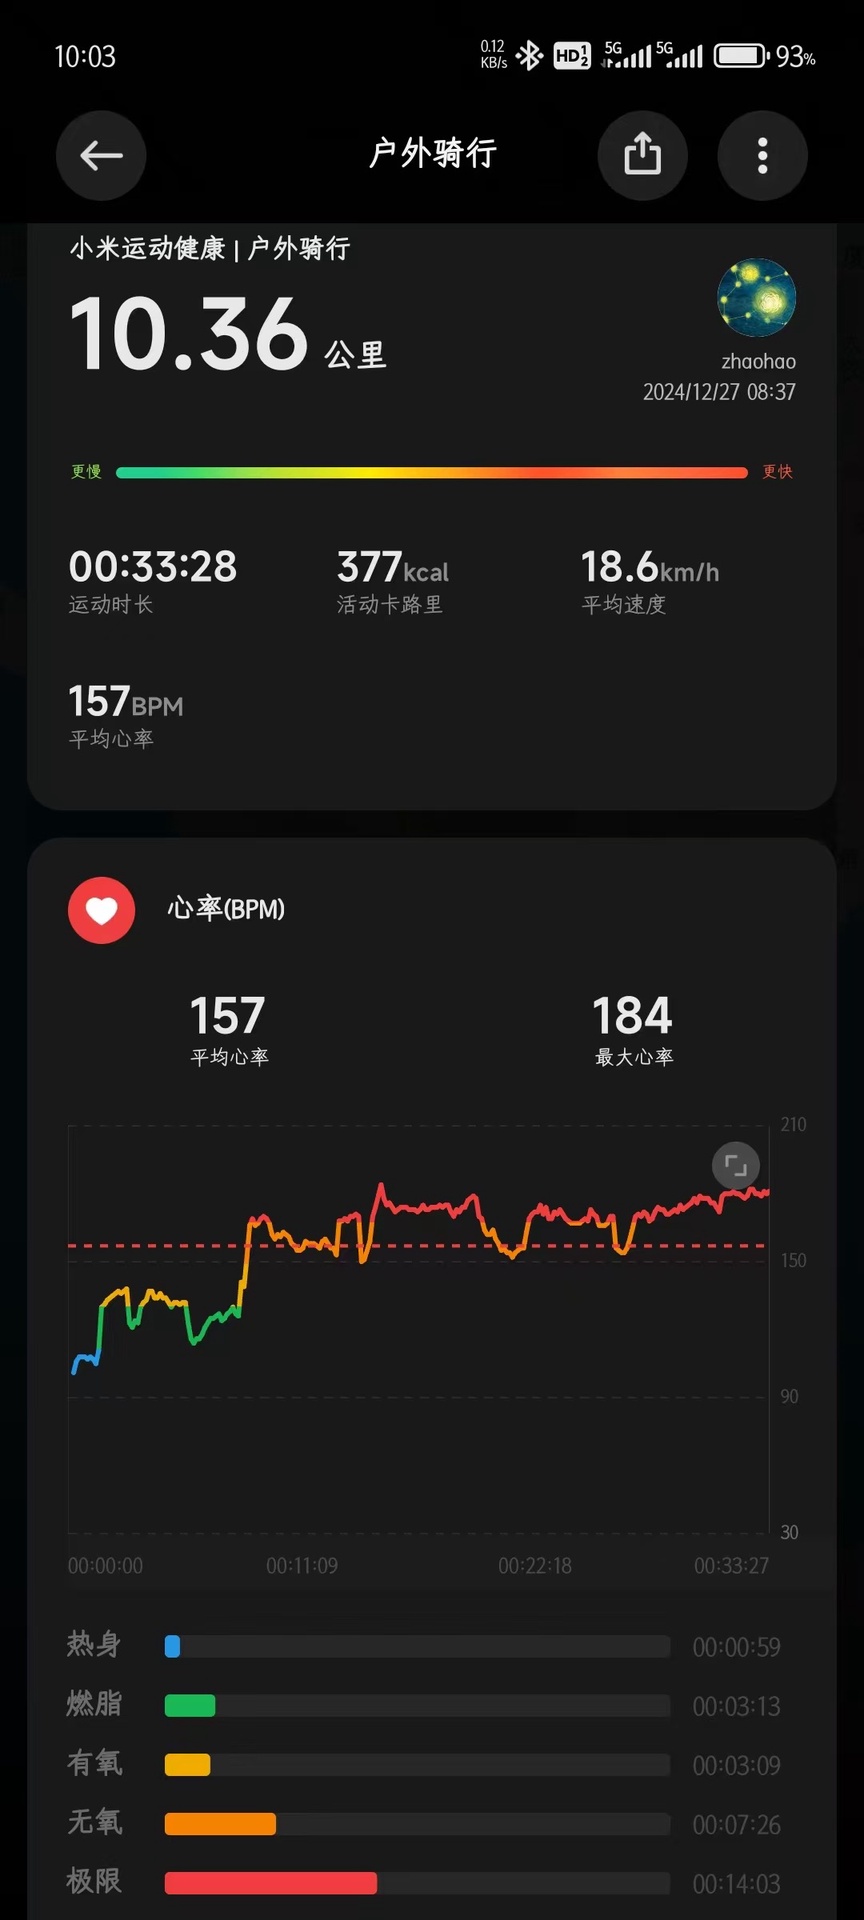 10:03
0.12 KB/s HD 1 2 5G 5G 93%
户外骑行
小米运动健康 | 户外骑行
10.36 公里
zhaohao
2024/12/27 08:37
更慢 更快
00:33:28 377kcal 18.6km/h
运动时长 活动卡路里 平均速度
157BPM
平均心率
心率(BPM)
157 184
平均心率 最大心率
210
150
90
30
00:00:00 00:11:09 00:22:18 00:33:27
热身 00:00:59
燃脂 00:03:13
有氧 00:03:09
无氧 00:07:26
极限 00:14:03